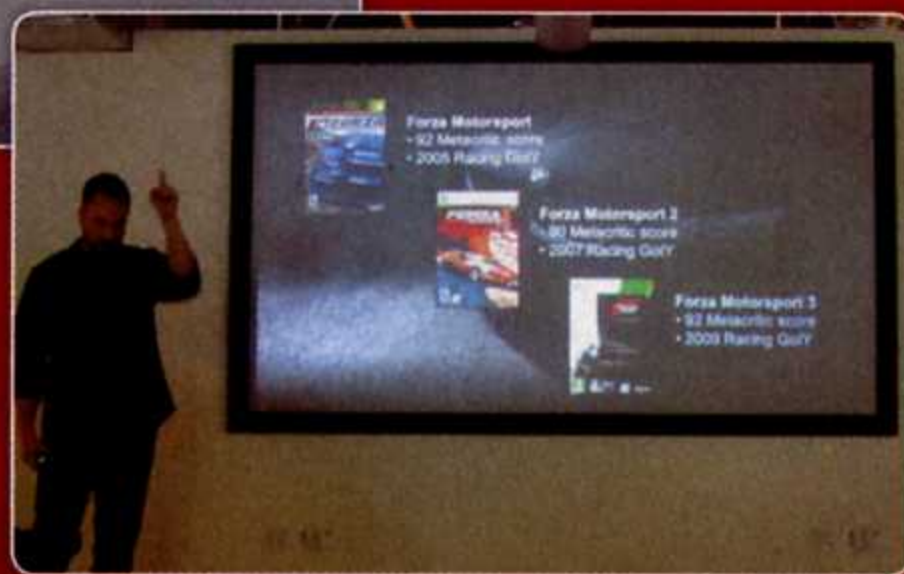 Forza Motorsport
• 92 Metacritic score
• 2005 Racing GotY
Forza Motorsport 2
• 90 Metacritic score
• 2007 Racing GotY
Forza Motorsport 3
• 92 Metacritic score
• 2009 Racing GotY